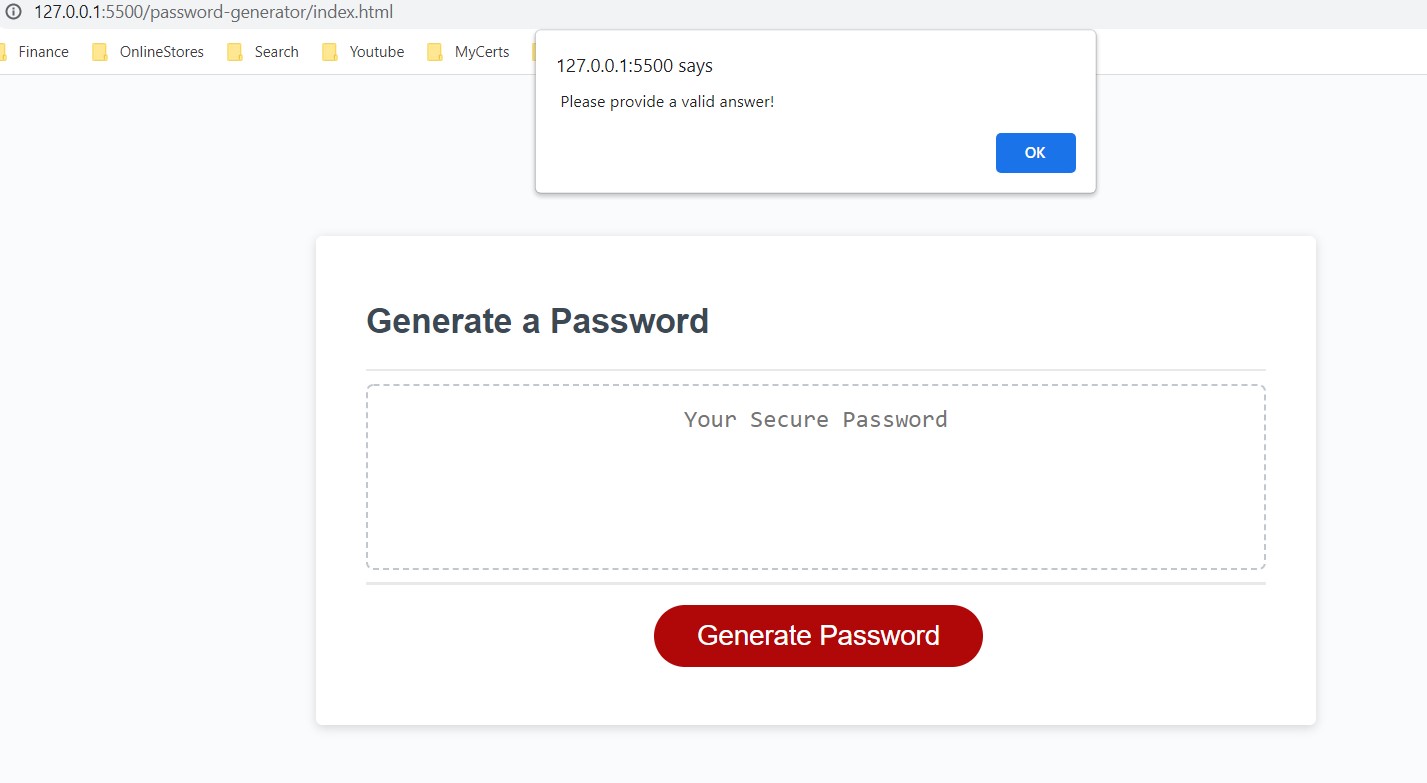 127.0.0.1:5500/password-generator/index.html
Finance OnlineStores Search Youtube MyCerts
127.0.0.1:5500 says
Please provide a valid answer!
OK
Generate a Password
Your Secure Password
Generate Password